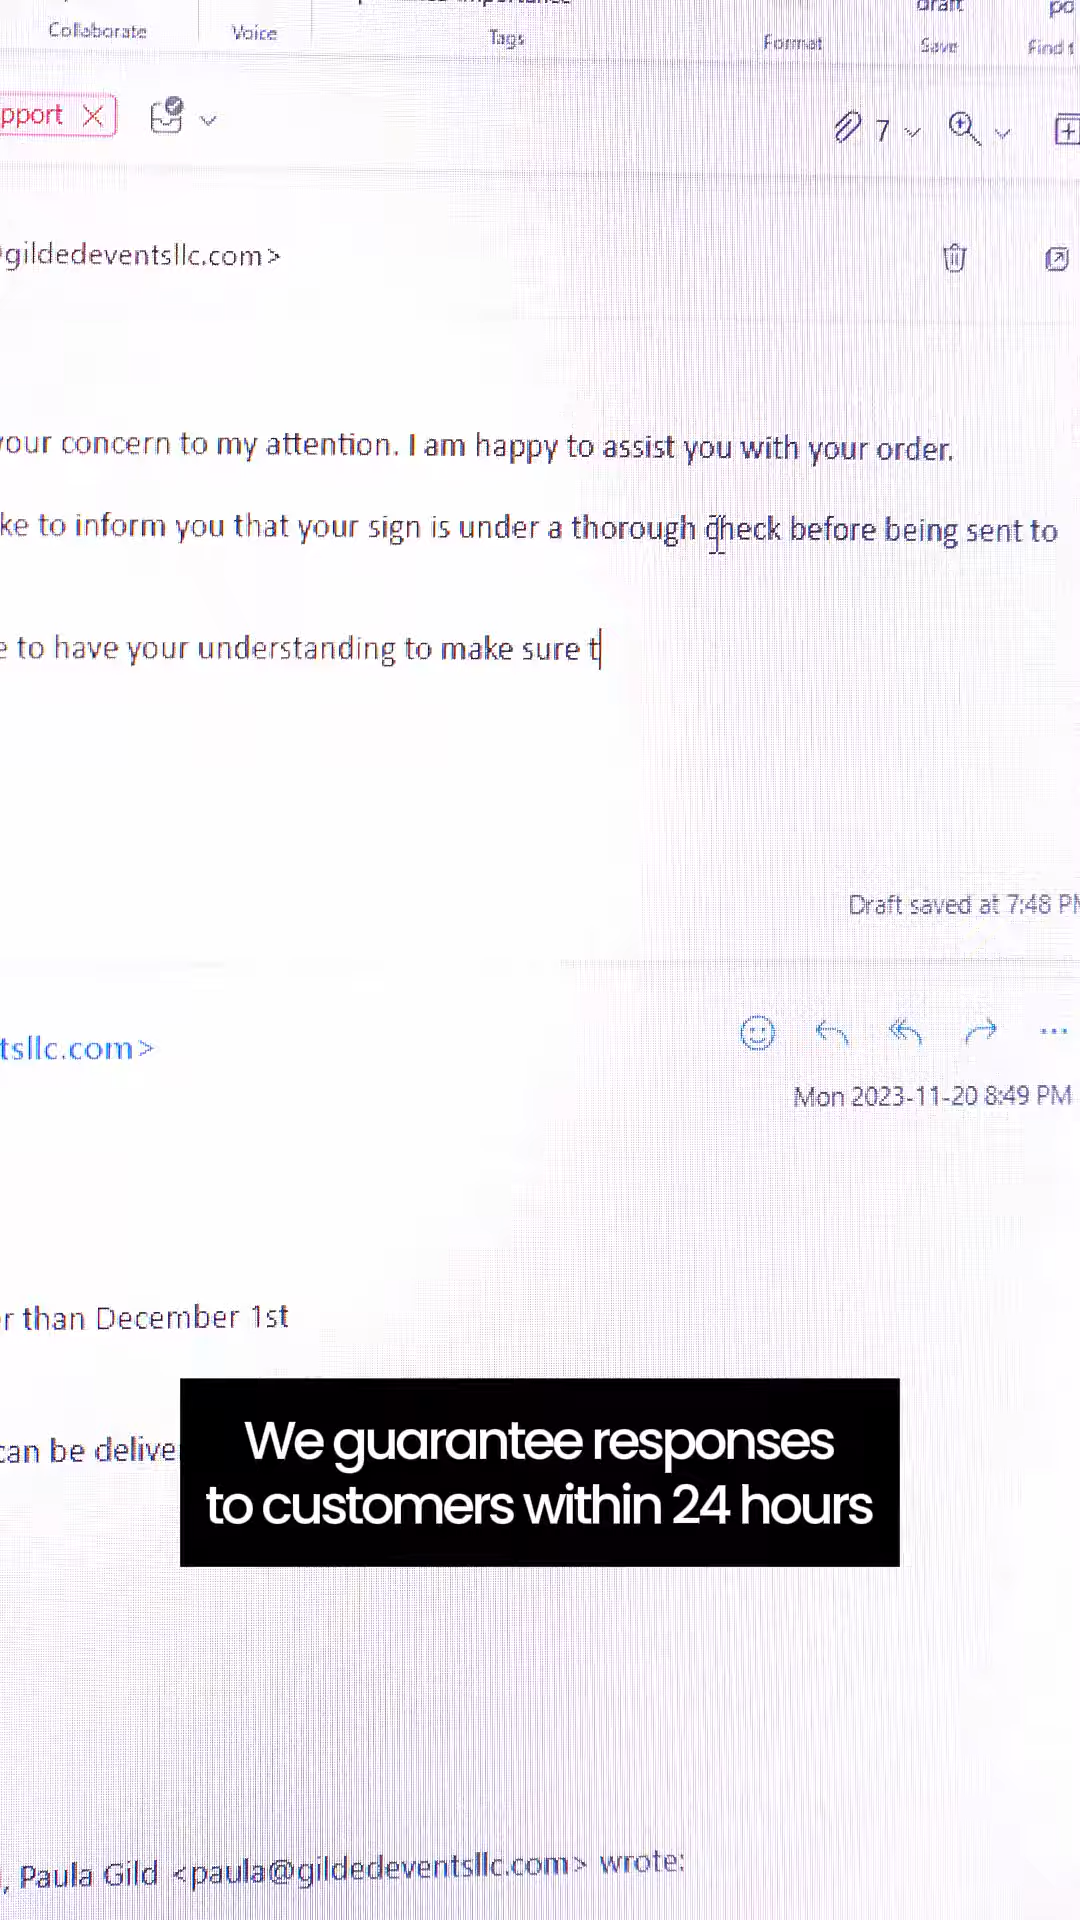 Collaborate Voice Tags Format Save Find
draft
pport 7
gildedeventsllc.com>
your concern to my attention. I am happy to assist you with your order.
ke to inform you that your sign is under a thorough check before being sent to
e to have your understanding to make sure t
Draft saved at 7:48 PM
tsllc.com>
Mon 2023-11-20 8:49 PM
r than December 1st
can be delive
We guarantee responses
to customers within 24 hours
, Paula Gild <paula@gildedeventsllc.com> wrote: